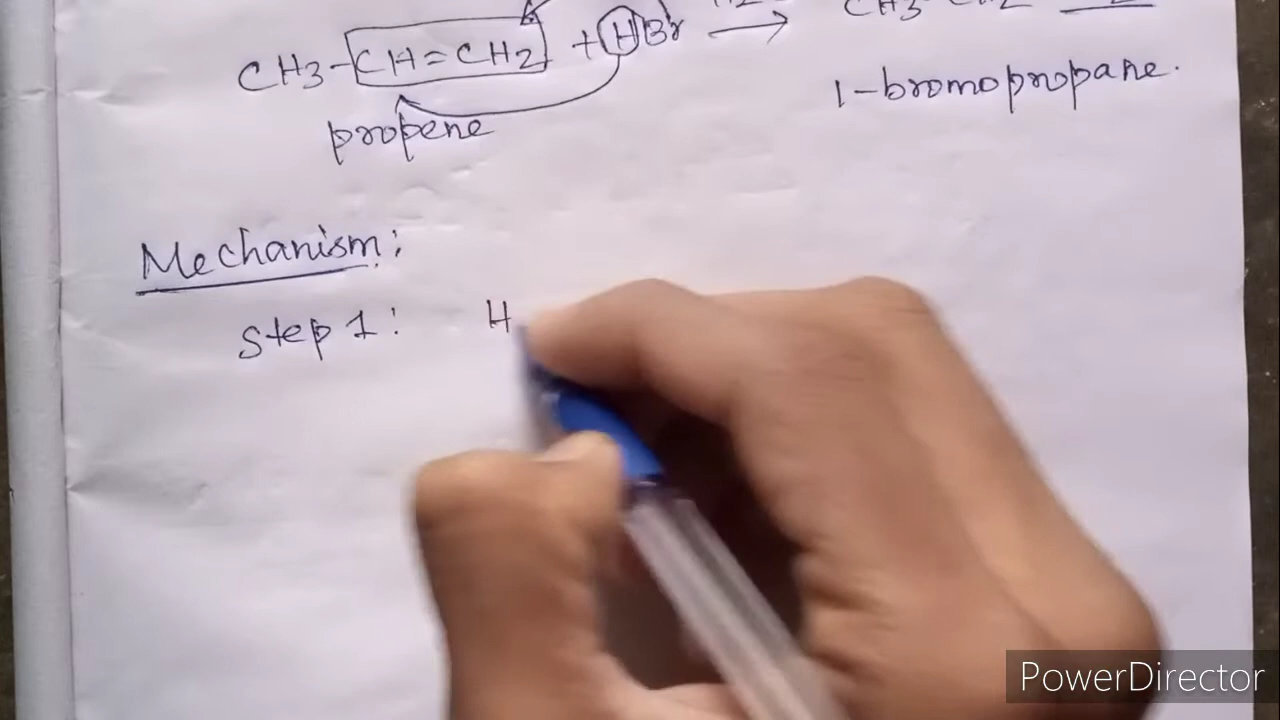 CH3-CH=CH2 + HBr →
propene
1-bromopropane.
Mechanism:
Step 1: H
PowerDirector